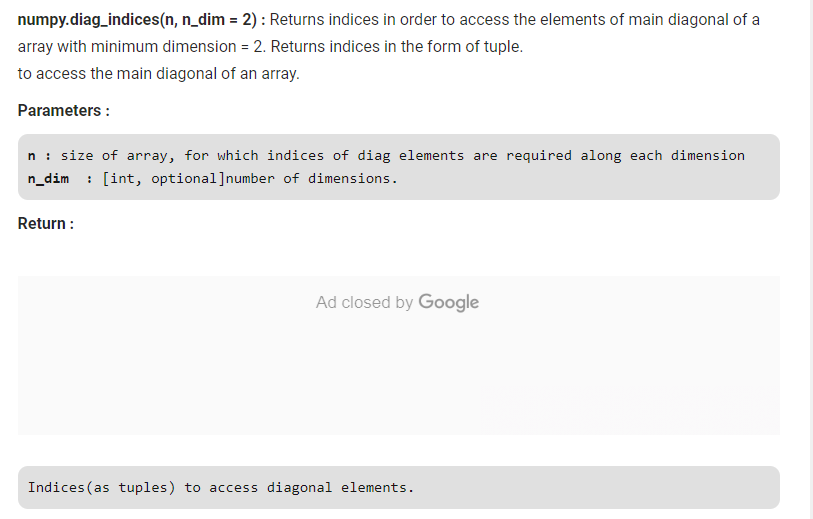 numpy.diag_indices(n, n_dim = 2) : Returns indices in order to access the elements of main diagonal of a
array with minimum dimension = 2. Returns indices in the form of tuple.
to access the main diagonal of an array.
Parameters :
n : size of array, for which indices of diag elements are required along each dimension
n_dim  : [int, optional]number of dimensions.
Return :
Ad closed by Google
Indices(as tuples) to access diagonal elements.